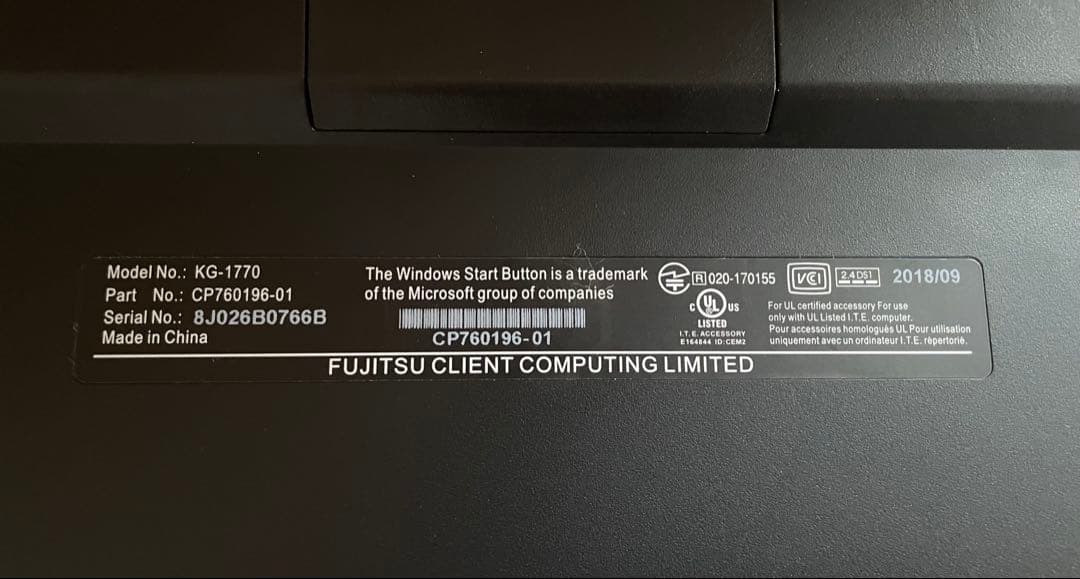 Model No.: KG-1770
Part No.: CP760196-01
Serial No.: 8J026B0766B
Made in China
The Windows Start Button is a trademark
of the Microsoft group of companies
CP760196-01
R 020-170155
VCI
2.4DS1
2018/09
c UL US
LISTED
I.T.E. ACCESSORY
E164844 ID:CEM2
For UL certified accessory For use
only with UL Listed I.T.E. computer.
Pour accessoires homologués UL Pour utilisation
uniquement avec un ordinateur I.T.E. répertorié.
FUJITSU CLIENT COMPUTING LIMITED